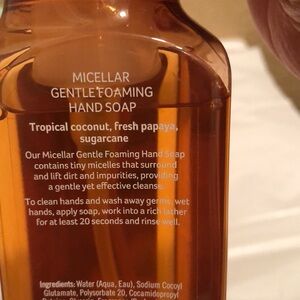 MICELLAR
GENTLE FOAMING
HAND SOAP
Tropical coconut, fresh papaya,
sugarcane
Our Micellar Gentle Foaming Hand Soap
contains tiny micelles that surround
and lift dirt and impurities, providing
a gentle yet effective cleanse.
To clean hands and wash away germs, wet
hands, apply soap, work into a rich lather
for at least 20 seconds and rinse well.
Ingredients: Water (Aqua, Eau), Sodium Cocoyl
Glutamate, Polysorbate 20, Cocamidopropyl